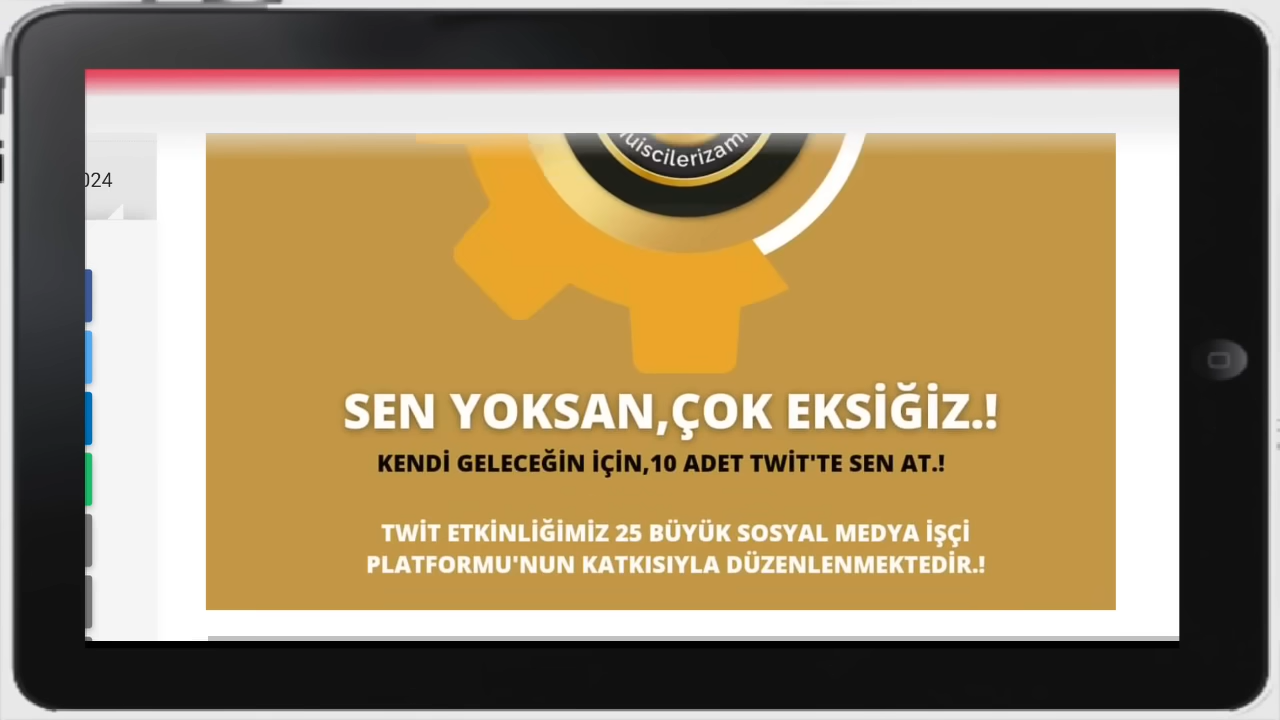 024
SEN YOKSAN,ÇOK EKSİĞİZ.!
KENDİ GELECEĞİN İÇİN,10 ADET TWİT'TE SEN AT.!
TWİT ETKİNLİĞİMİZ 25 BÜYÜK SOSYAL MEDYA İŞÇİ
PLATFORMU'NUN KATKISIYLA DÜZENLENMEKTEDİR.!